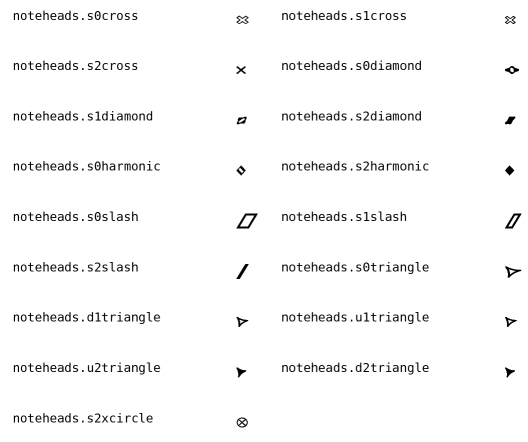 noteheads.s0cross noteheads.s1cross
noteheads.s2cross noteheads.s0diamond
noteheads.s1diamond noteheads.s2diamond
noteheads.s0harmonic noteheads.s2harmonic
noteheads.s0slash noteheads.s1slash
noteheads.s2slash noteheads.s0triangle
noteheads.d1triangle noteheads.u1triangle
noteheads.u2triangle noteheads.d2triangle
noteheads.s2xcircle